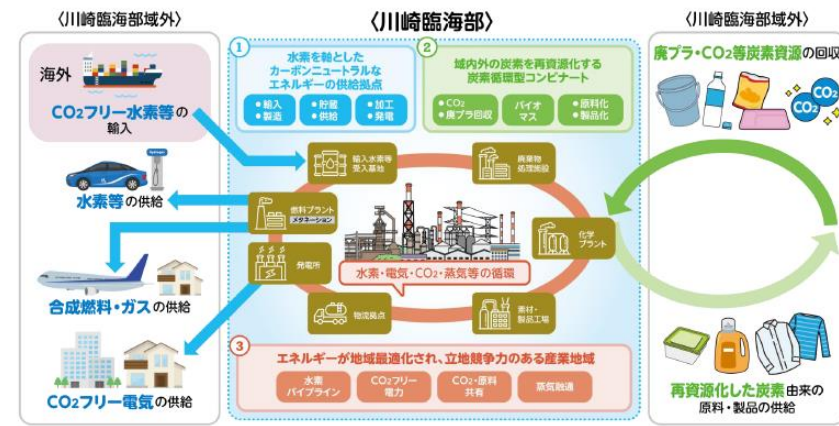 〈川崎臨海部域外〉
海外
CO2フリー水素等の
輸入
水素等の供給
合成燃料・ガスの供給
CO2フリー電気の供給
〈川崎臨海部〉
1
水素を軸とした
カーボンニュートラルな
エネルギーの供給拠点
●輸入
●製造
●貯蔵
●供給
●加工
●発電
2
域内外の炭素を再資源化する
炭素循環型コンビナート
●CO2
●廃プラ回収
バイオ
マス
●原料化
●製品化
輸入水素等
受入基地
廃棄物
処理施設
燃料プラント
メタネーション
化学
プラント
発電所
水素・電気・CO2・蒸気等の循環
物流拠点
素材・
製品工場
3
エネルギーが地域最適化され、立地競争力のある産業地域
水素
パイプライン
CO2フリー
電力
CO2・原料
共有
蒸気融通
〈川崎臨海部域外〉
廃プラ・CO2等炭素資源の回収
CO2
CO2
再資源化した炭素由来の
原料・製品の供給